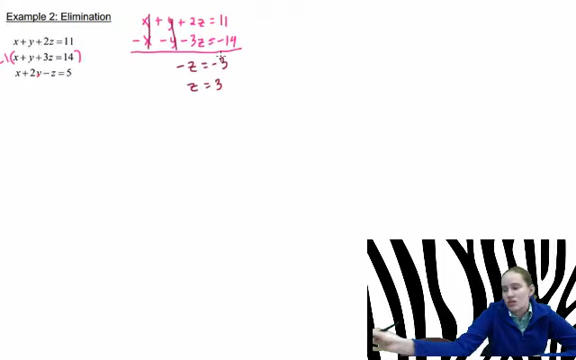 Example 2: Elimination
x + y + 2z = 11
-1(x + y + 3z = 14)
x + 2y - z = 5
x + y + 2z = 11
-x - y - 3z = -14
-z = -3
z = 3